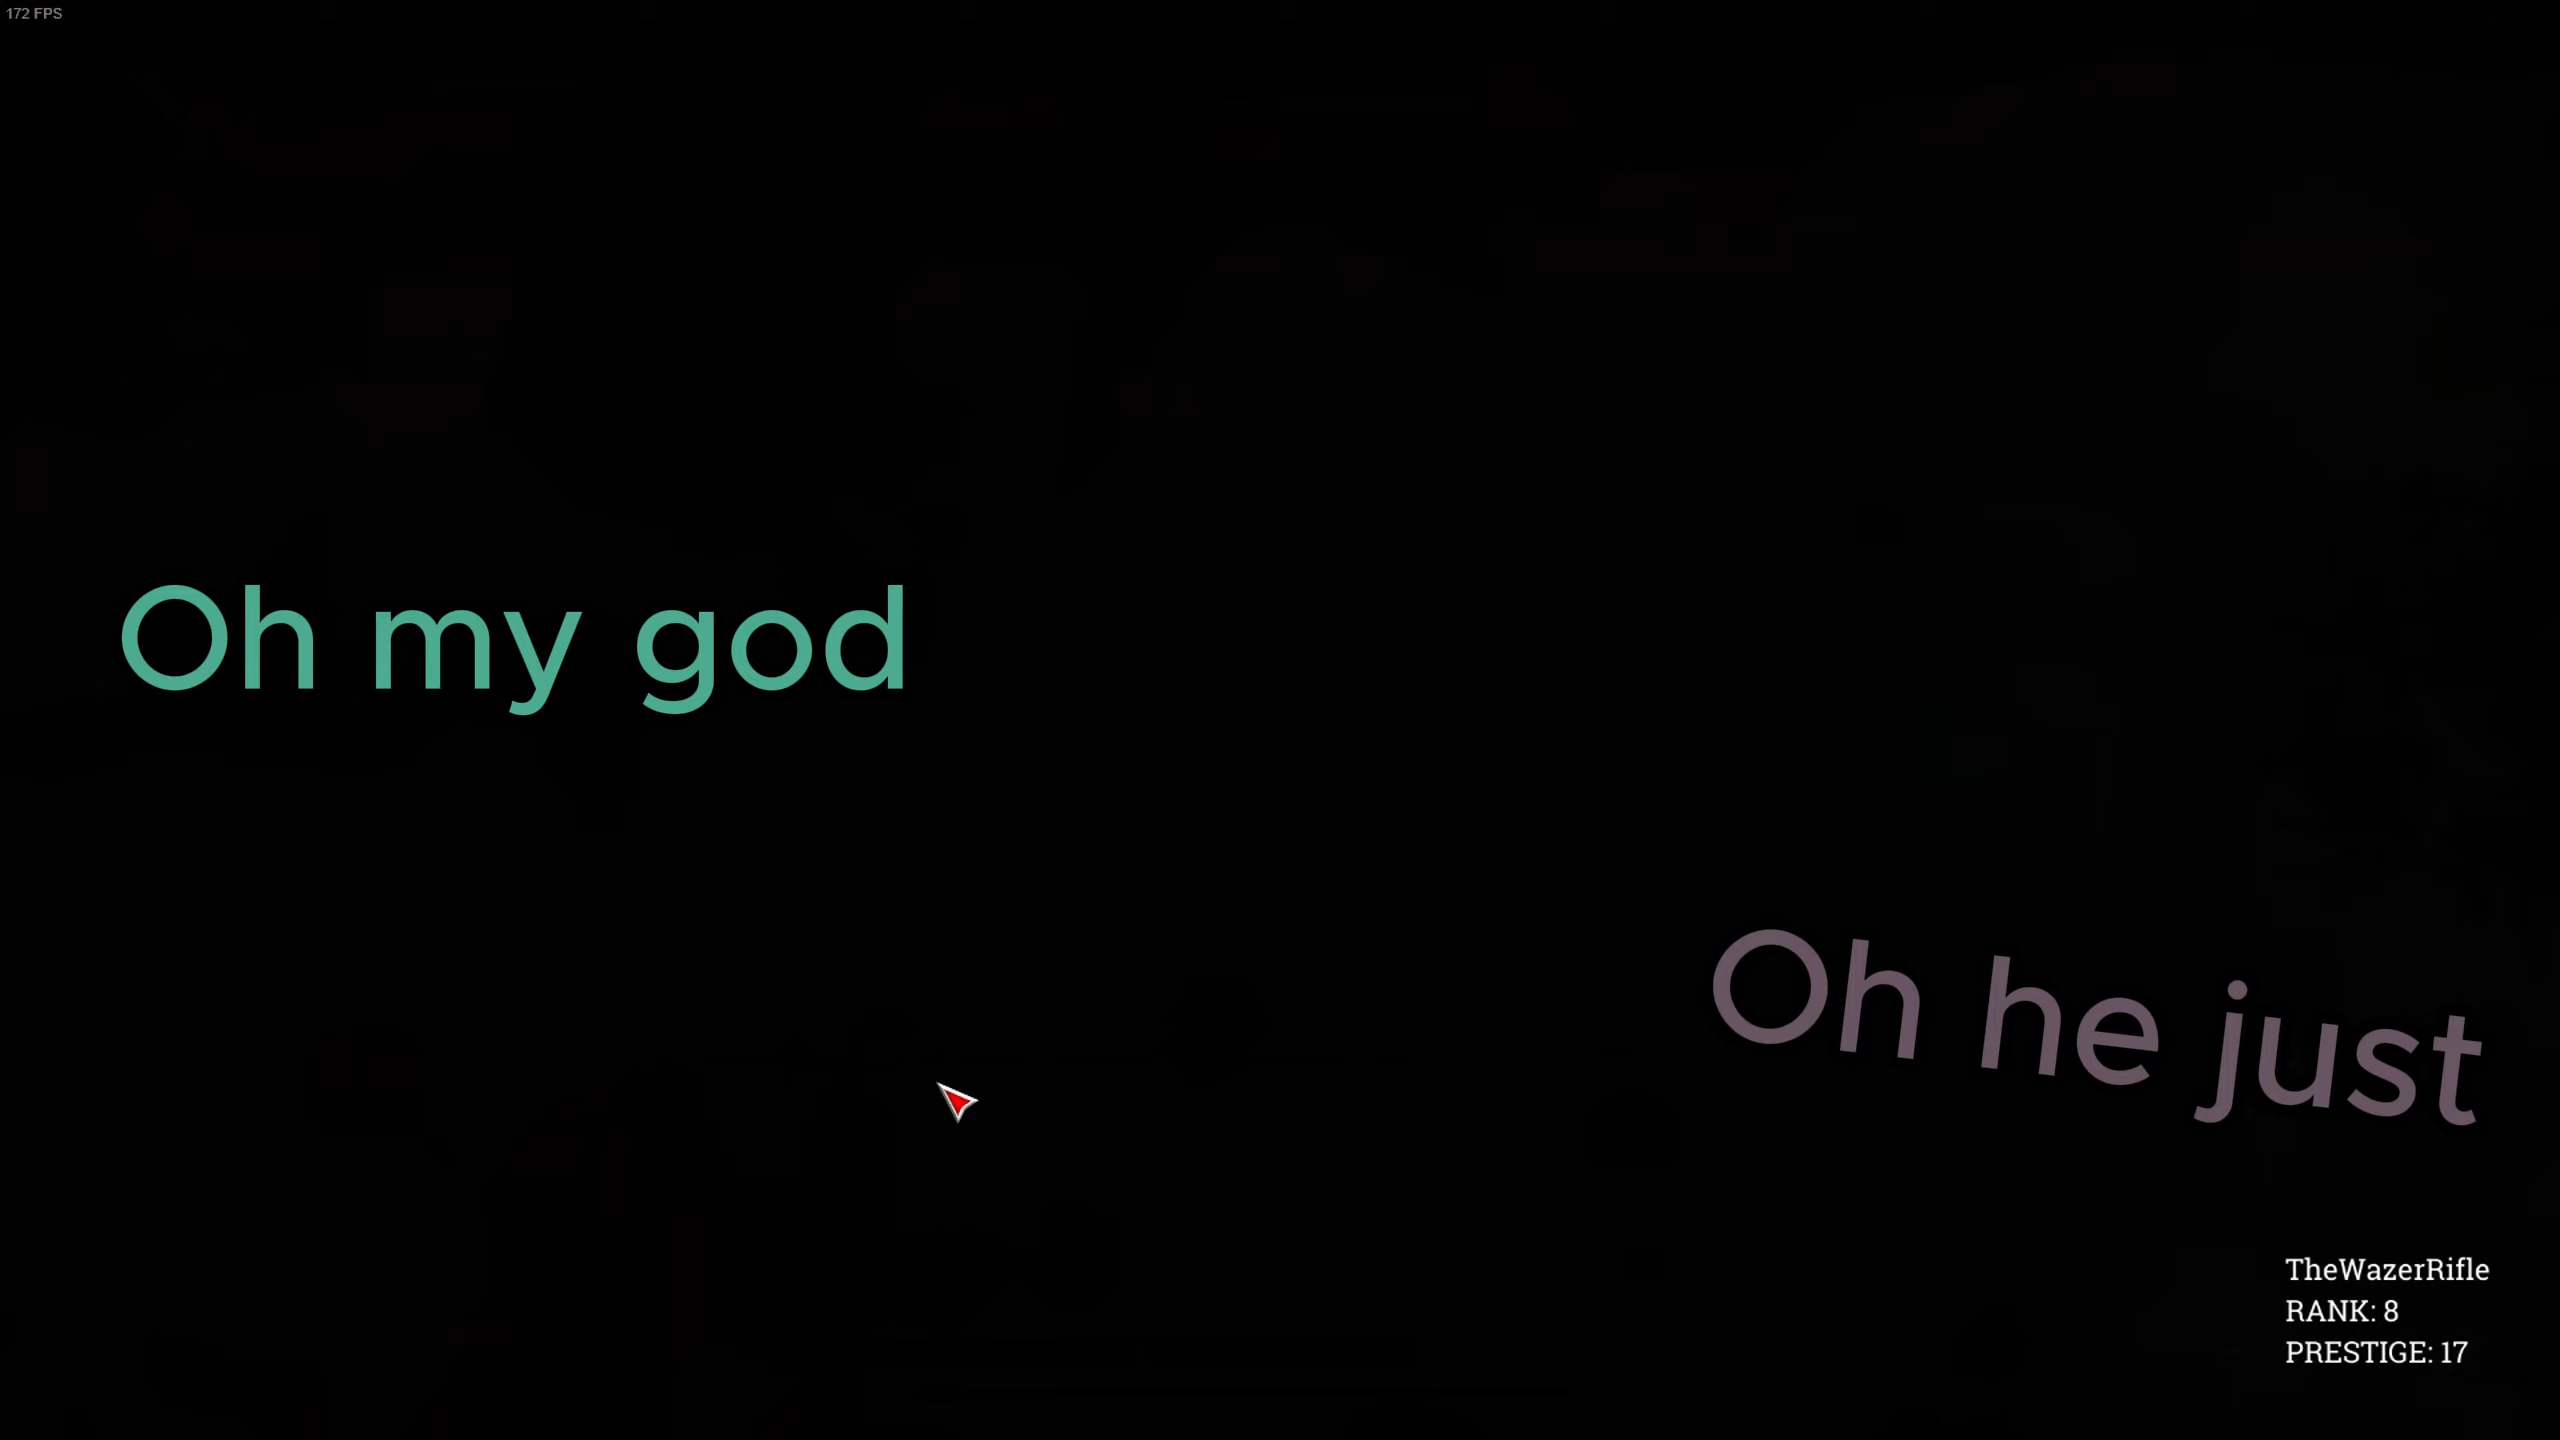 172 FPS
Oh my god
Oh he just
TheWazerRifle
RANK: 8
PRESTIGE: 17